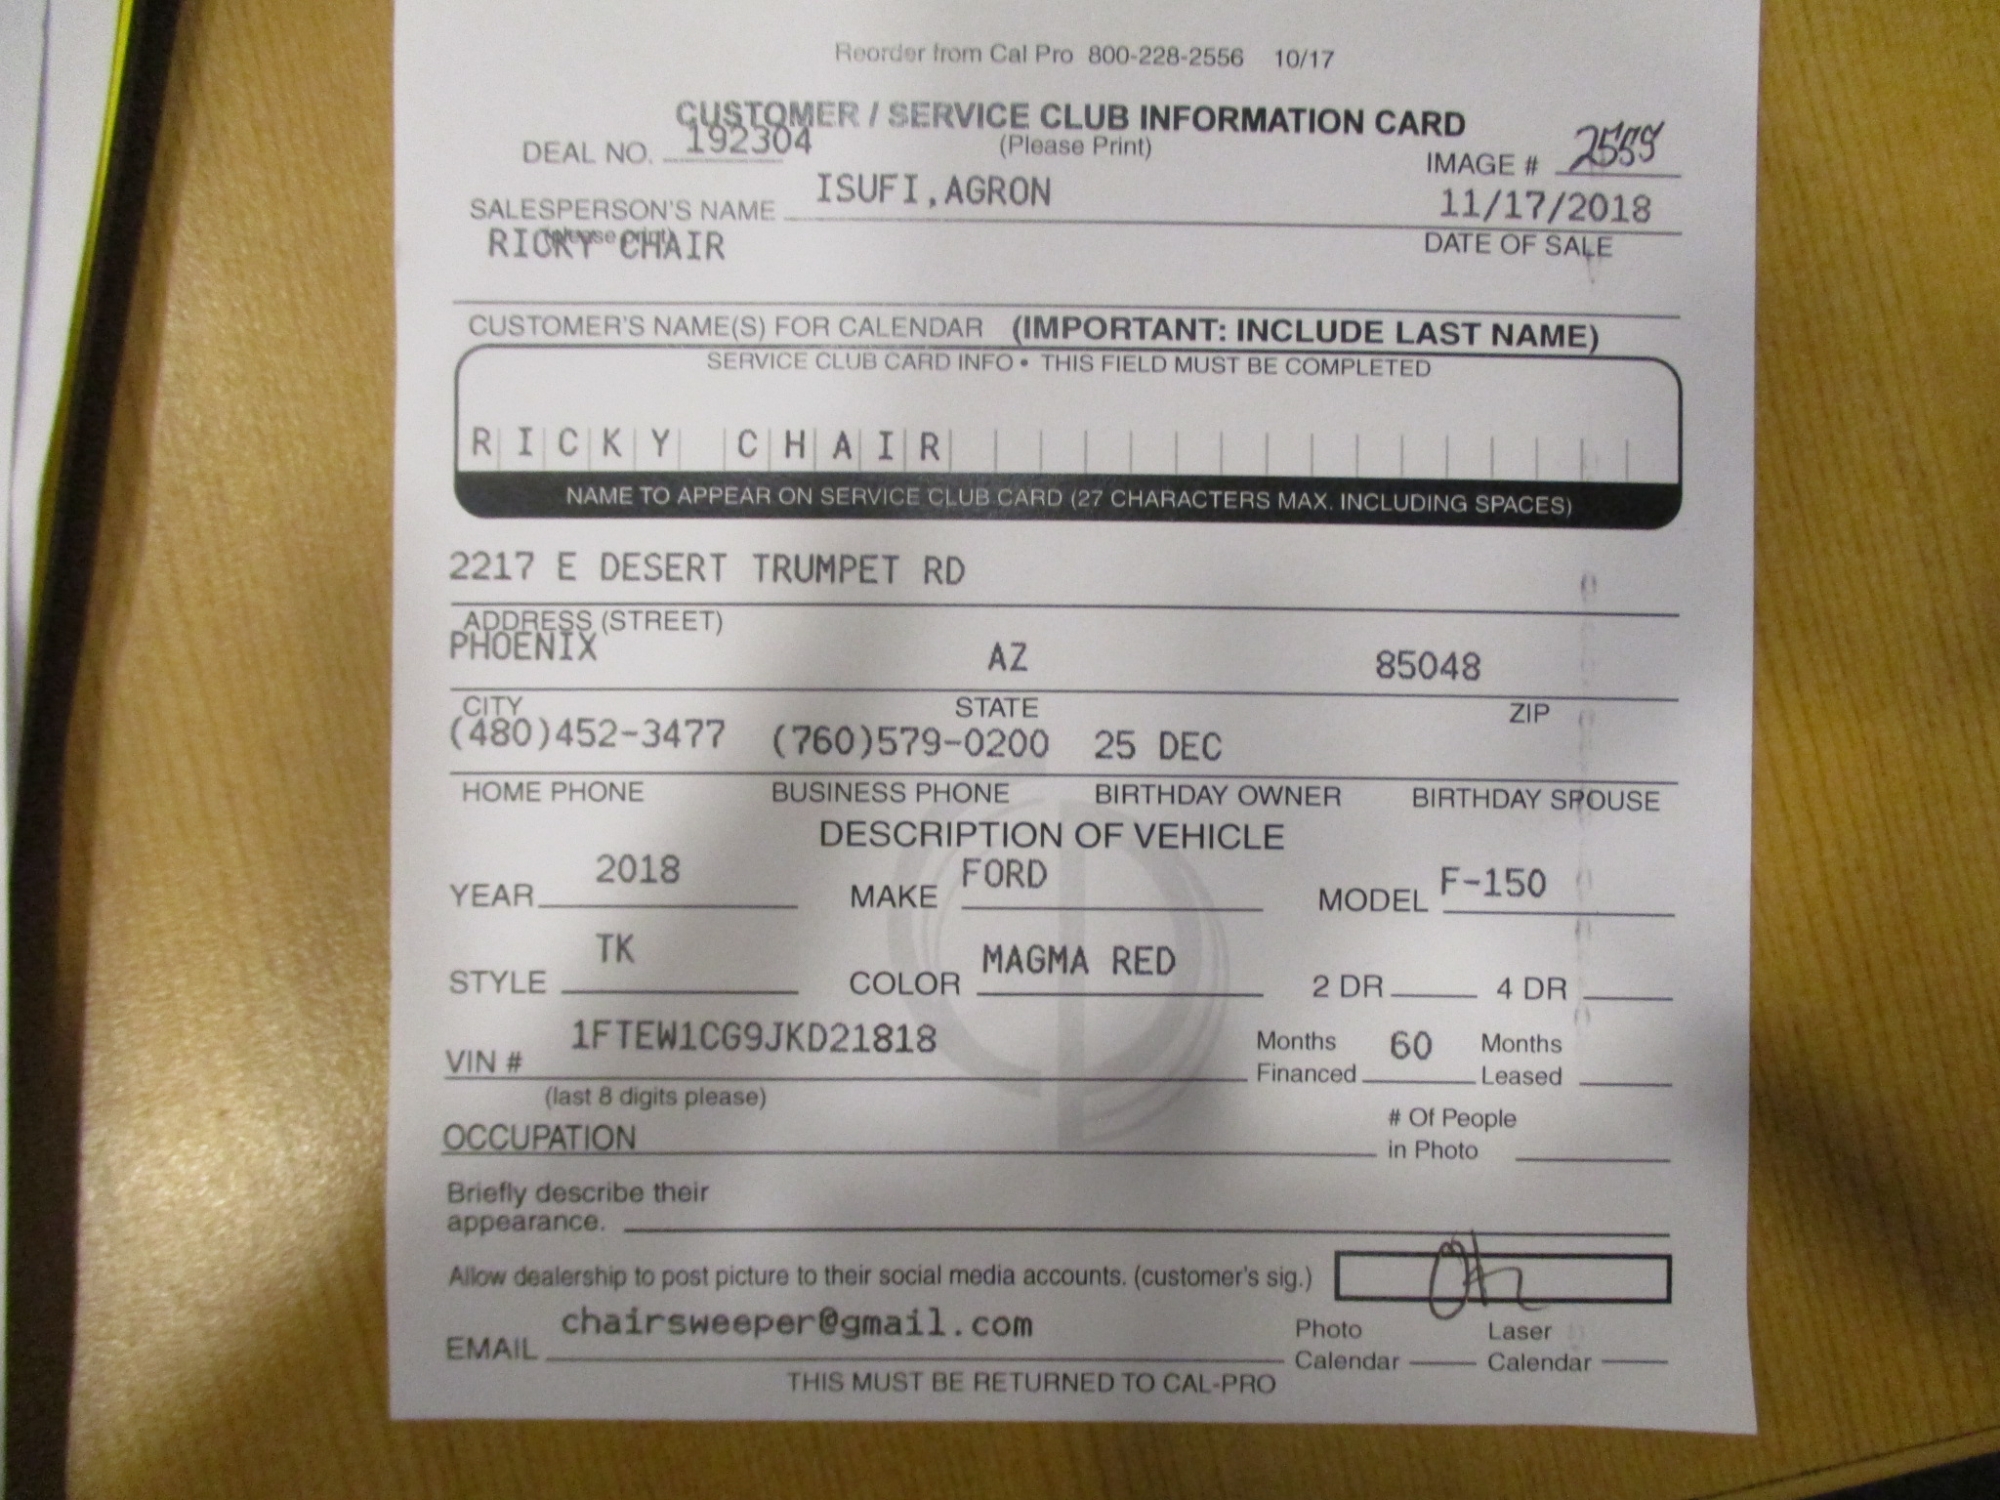 Reorder from Cal Pro 800-228-2556 10/17
CUSTOMER / SERVICE CLUB INFORMATION CARD
DEAL NO. 192304 (Please Print) IMAGE # 2559
SALESPERSON'S NAME ISUFI,AGRON 11/17/2018
(please print) DATE OF SALE
RICKY CHAIR
CUSTOMER'S NAME(S) FOR CALENDAR (IMPORTANT: INCLUDE LAST NAME)
SERVICE CLUB CARD INFO • THIS FIELD MUST BE COMPLETED
RICKY CHAIR
NAME TO APPEAR ON SERVICE CLUB CARD (27 CHARACTERS MAX. INCLUDING SPACES)
2217 E DESERT TRUMPET RD
ADDRESS (STREET)
PHOENIX AZ 85048
CITY STATE ZIP
(480)452-3477 (760)579-0200 25 DEC
HOME PHONE BUSINESS PHONE BIRTHDAY OWNER BIRTHDAY SPOUSE
DESCRIPTION OF VEHICLE
YEAR 2018 MAKE FORD MODEL F-150
STYLE TK COLOR MAGMA RED 2 DR 4 DR
VIN # 1FTEW1CG9JKD21818 Months Financed 60 Months Leased
(last 8 digits please)
OCCUPATION # Of People in Photo
Briefly describe their
appearance.
Allow dealership to post picture to their social media accounts. (customer's sig.)
EMAIL chairsweeper@gmail.com Photo Calendar Laser Calendar
THIS MUST BE RETURNED TO CAL-PRO